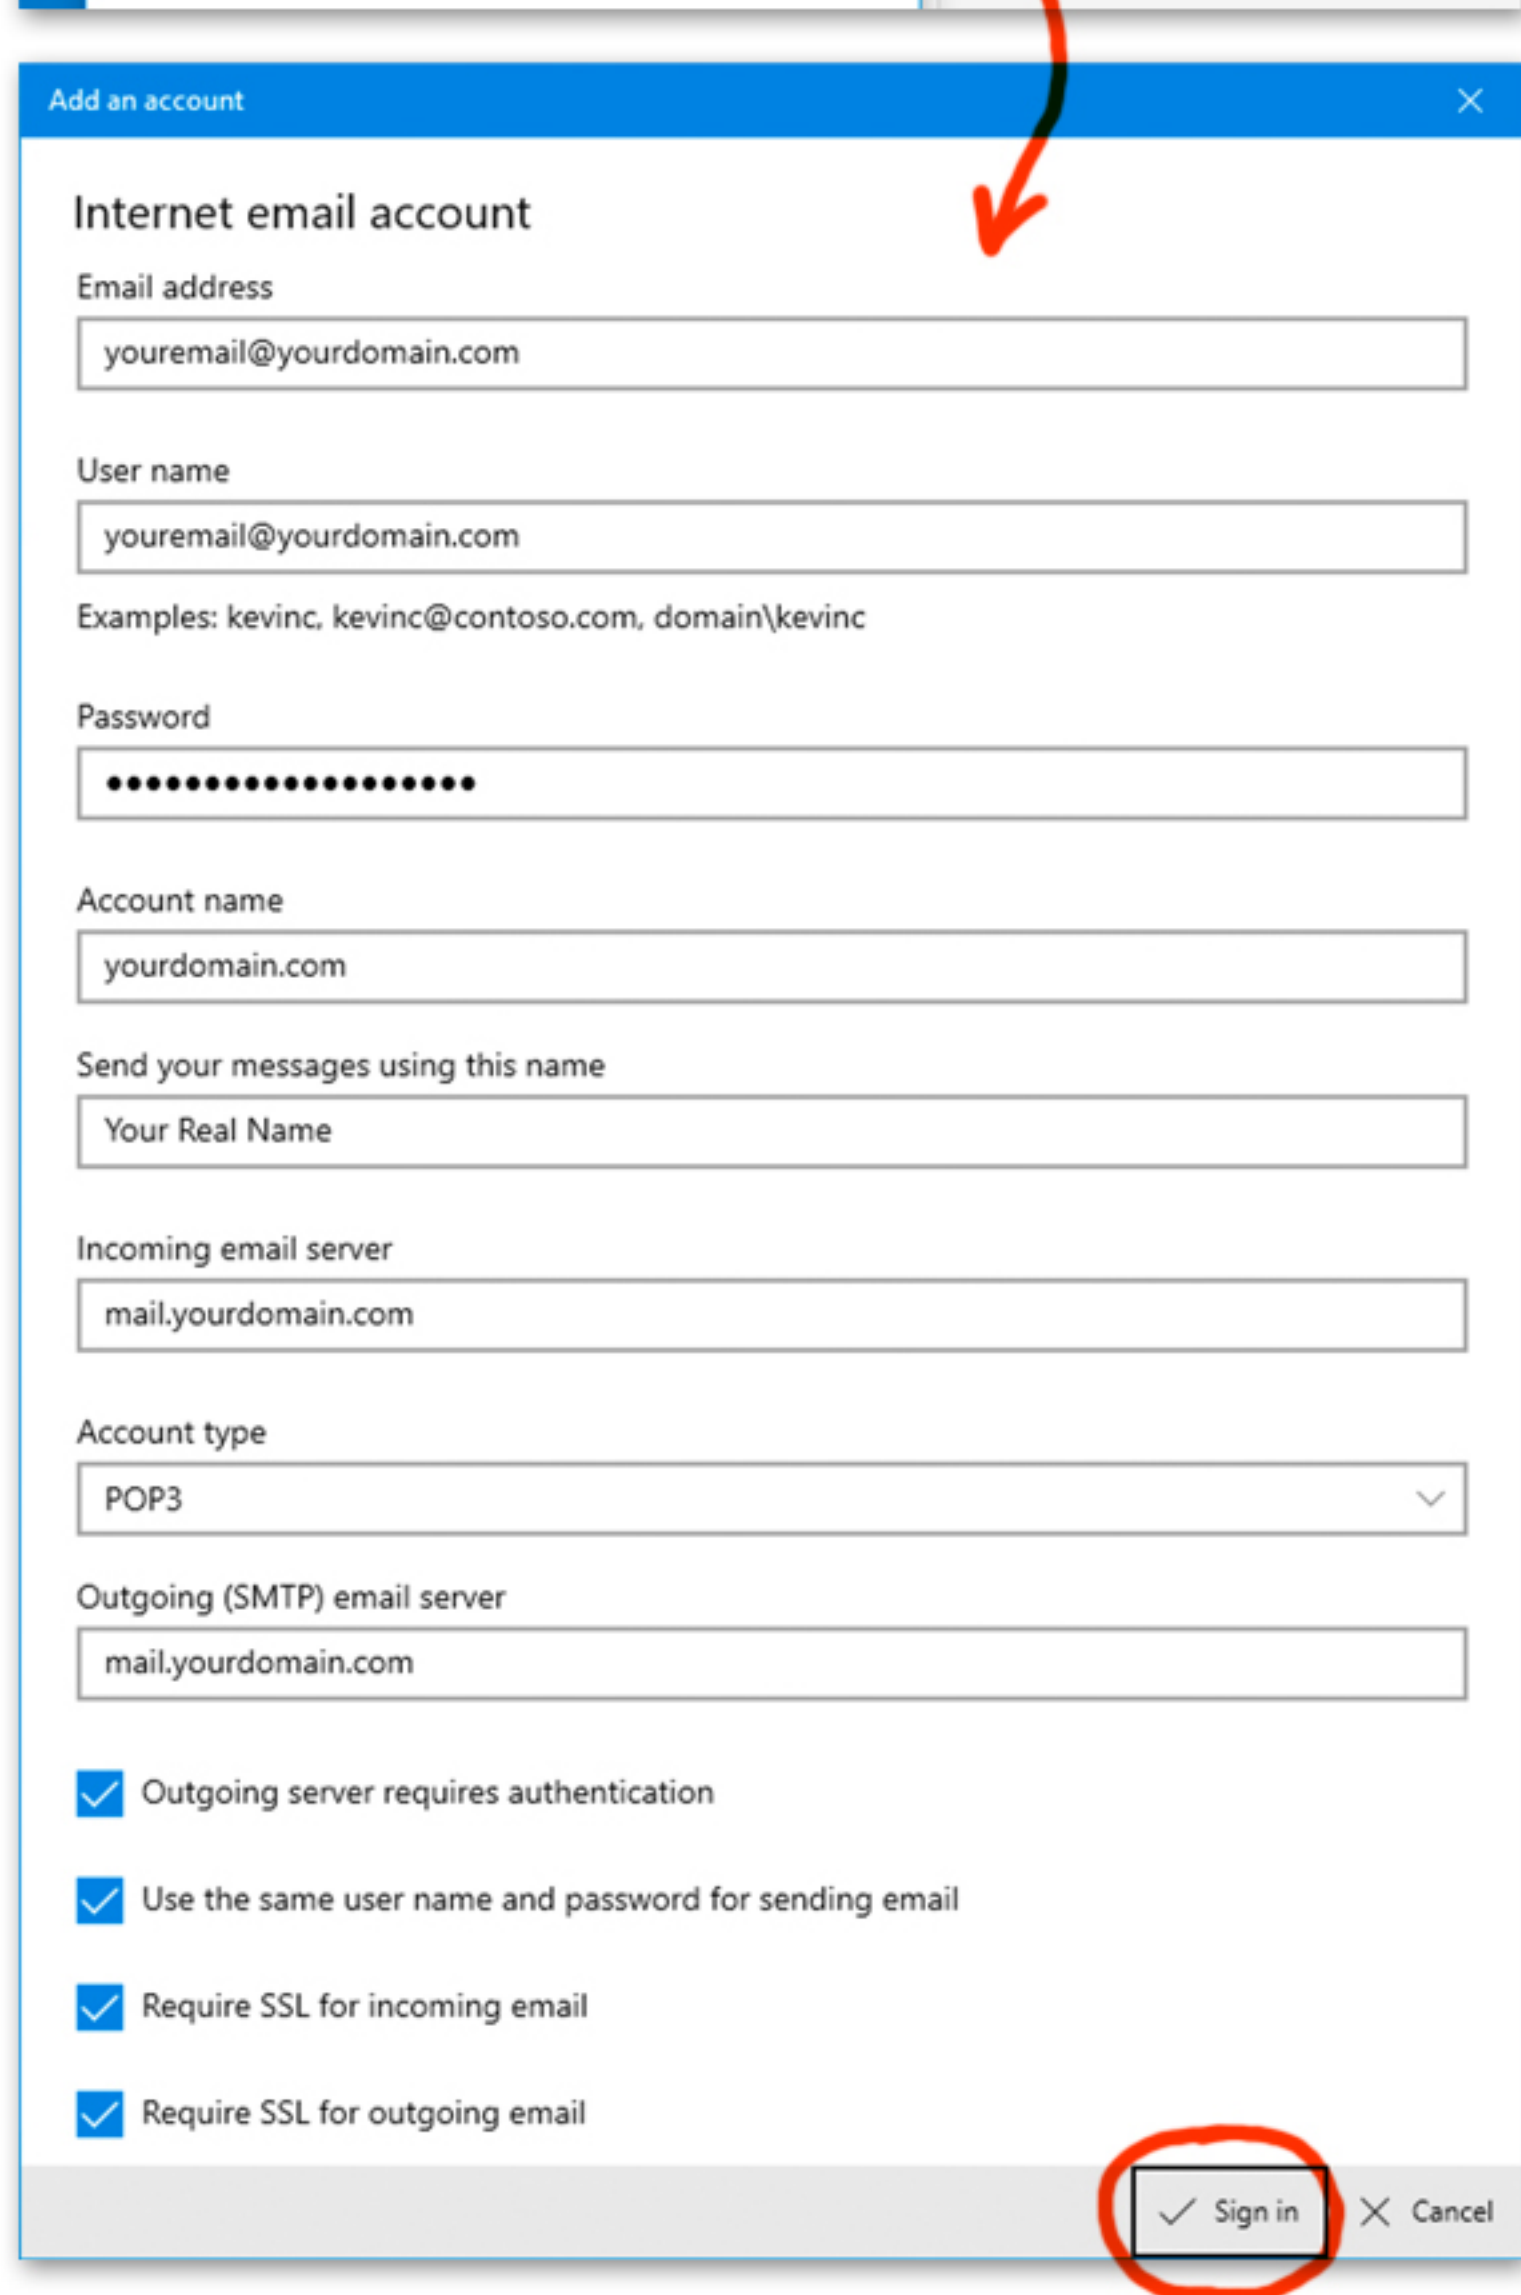 Add an account
Internet email account
Email address
youremail@yourdomain.com
User name
youremail@yourdomain.com
Examples: kevinc, kevinc@contoso.com, domain\kevinc
Password
•••••••••••••••••••
Account name
yourdomain.com
Send your messages using this name
Your Real Name
Incoming email server
mail.yourdomain.com
Account type
POP3
Outgoing (SMTP) email server
mail.yourdomain.com
Outgoing server requires authentication
Use the same user name and password for sending email
Require SSL for incoming email
Require SSL for outgoing email
Sign in Cancel